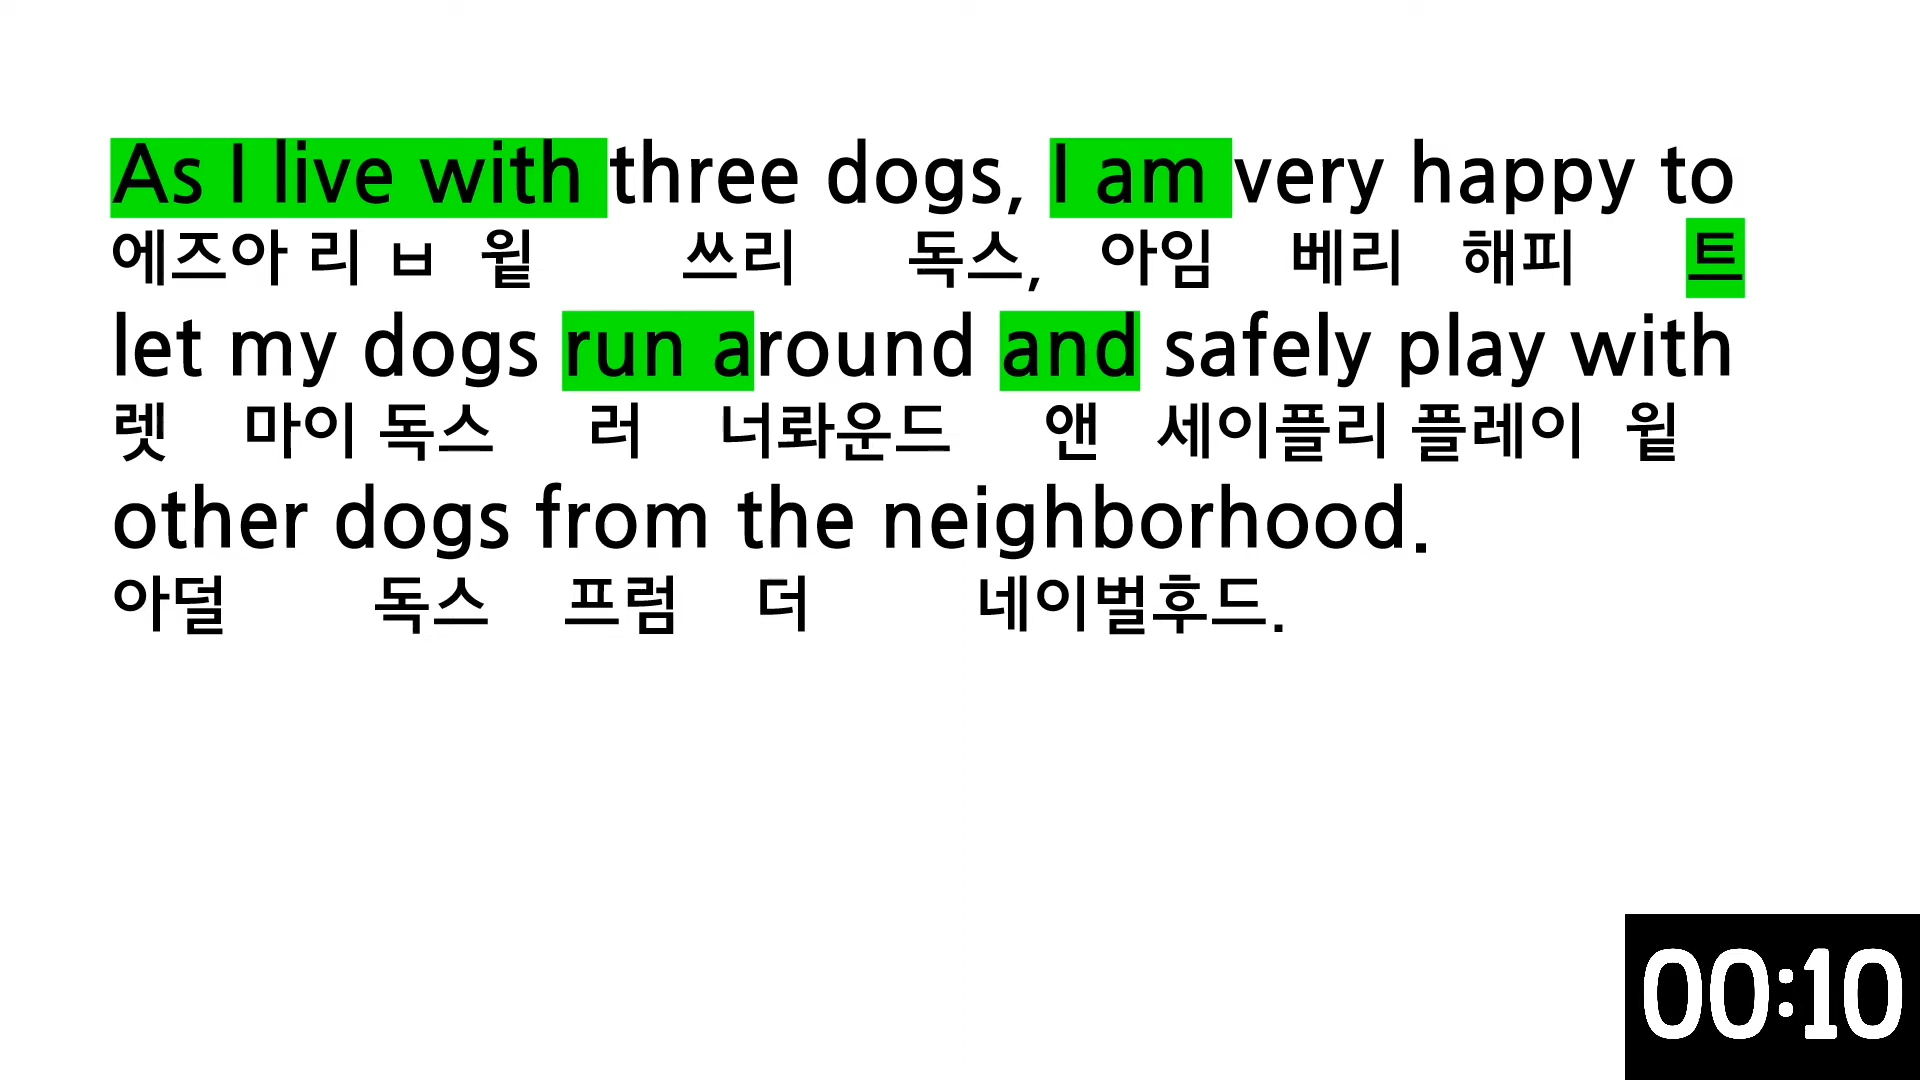 As I live with three dogs, I am very happy to
에즈아 리 ㅂ 윝 쓰리 독스, 아임 베리 해피 트
let my dogs run around and safely play with
렛 마이 독스 러 너롸운드 앤 세이플리 플레이 윝
other dogs from the neighborhood.
아덜 독스 프럼 더 네이벌후드.
00:10